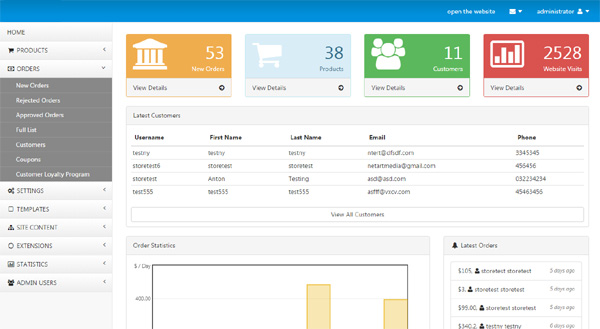 open the website
administrator
HOME
PRODUCTS
ORDERS
New Orders
Rejected Orders
Approved Orders
Full List
Customers
Coupons
Customer Loyalty Program
SETTINGS
TEMPLATES
SITE CONTENT
EXTENSIONS
STATISTICS
ADMIN USERS
53
New Orders
View Details
38
Products
View Details
11
Customers
View Details
2528
Website Visits
View Details
Latest Customers
Username First Name Last Name Email Phone
testny testny testny ntert@dfsdf.com 3345345
storetest6 storetest storetest netartmedia@gmail.com 456456
storetest Anton Testing asd@asd.com 032234234
test555 test555 test555 asfff@vxcv.com 45463456
View All Customers
Order Statistics
$ / Day
400.00
Latest Orders
$105, storetest storetest 5 days ago
$3, storetest storetest 5 days ago
$99.00, storetest storetest 5 days ago
$340.2, testny testny 6 days ago